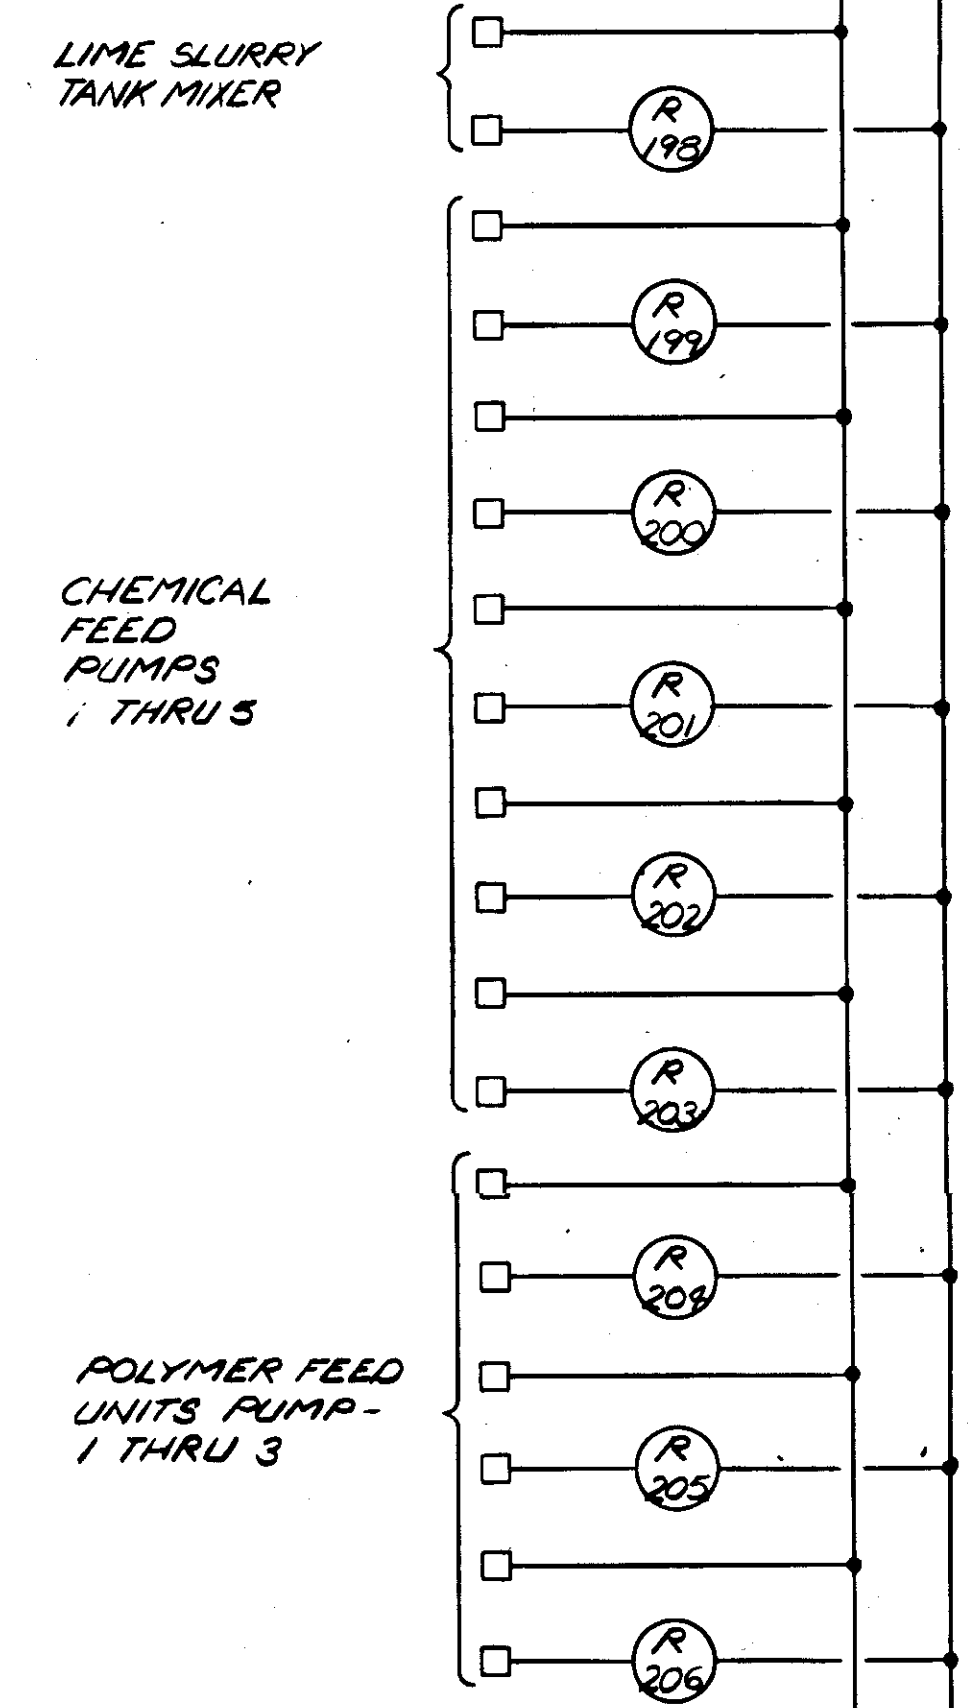 LIME SLURRY
TANK MIXER
R
198
R
199
R
200
CHEMICAL
FEED
PUMPS
1 THRU 5
R
201
R
202
R
203
R
204
POLYMER FEED
UNITS PUMP-
1 THRU 3
R
205
R
206